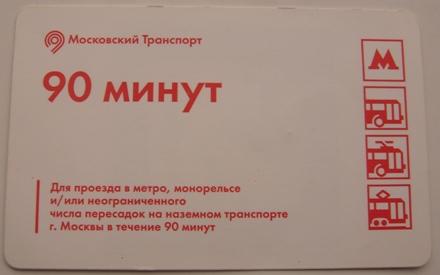 Московский Транспорт
90 минут
М
Для проезда в метро, монорельсе
и/или неограниченного
числа пересадок на наземном транспорте
г. Москвы в течение 90 минут